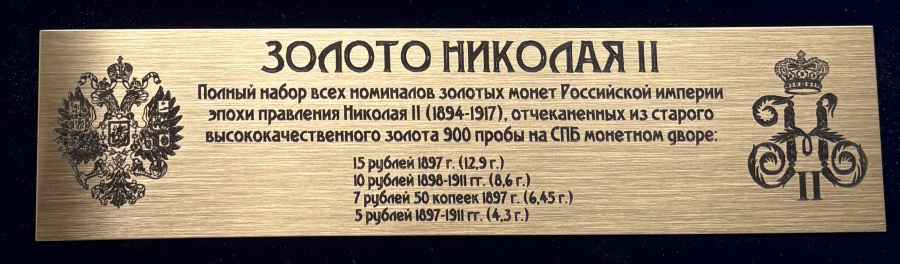 ЗОЛОТО НИКОЛАЯ II
Полный набор всех номиналов золотых монет Российской империи
эпохи правления Николая II (1894-1917), отчеканенных из старого
высококачественного золота 900 пробы на СПБ монетном дворе:
15 рублей 1897 г. (12,9 г.)
10 рублей 1898-1911 гг. (8,6 г.)
7 рублей 50 копеек 1897 г. (6,45 г.)
5 рублей 1897-1911 гг. (4,3 г.)
Н II